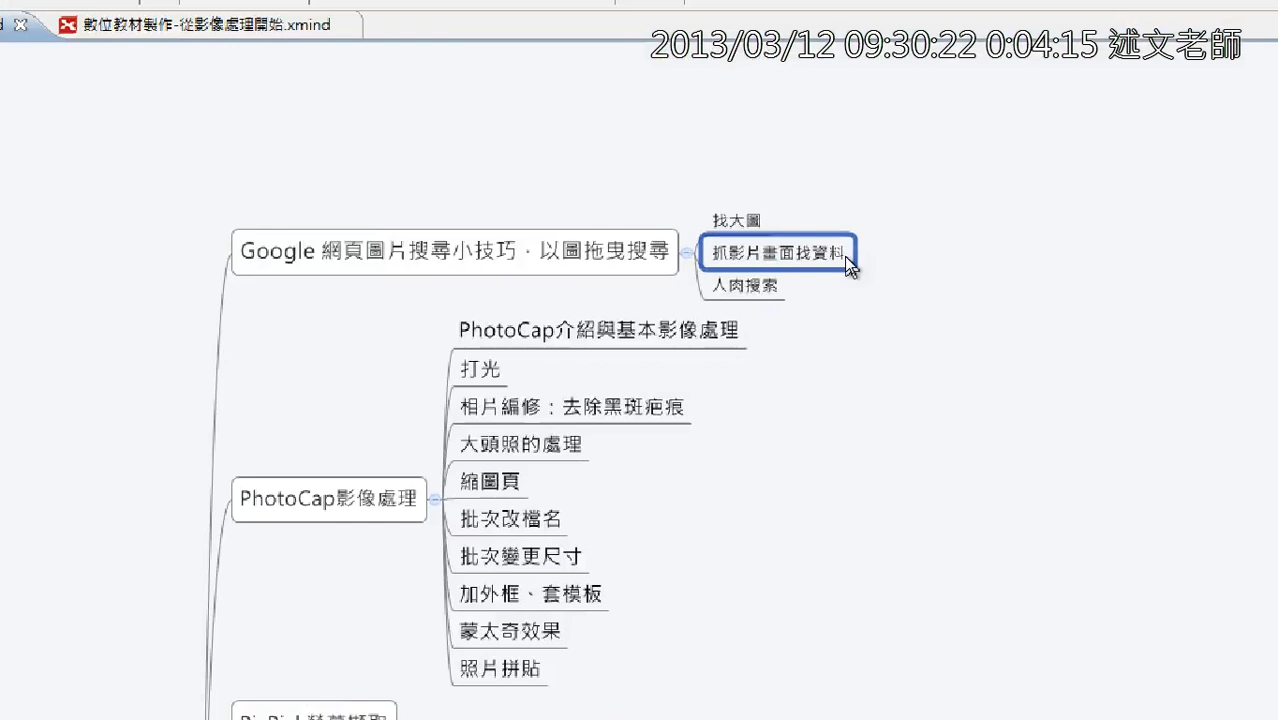 數位教材製作-從影像處理開始.xmind
2013/03/12 09:30:22 0:04:15 述文老師
找大圖
Google 網頁圖片搜尋小技巧．以圖拖曳搜尋
抓影片畫面找資料
人肉搜索
PhotoCap介紹與基本影像處理
打光
相片編修：去除黑斑疤痕
大頭照的處理
縮圖頁
PhotoCap影像處理
批次改檔名
批次變更尺寸
加外框、套模板
蒙太奇效果
照片拼貼